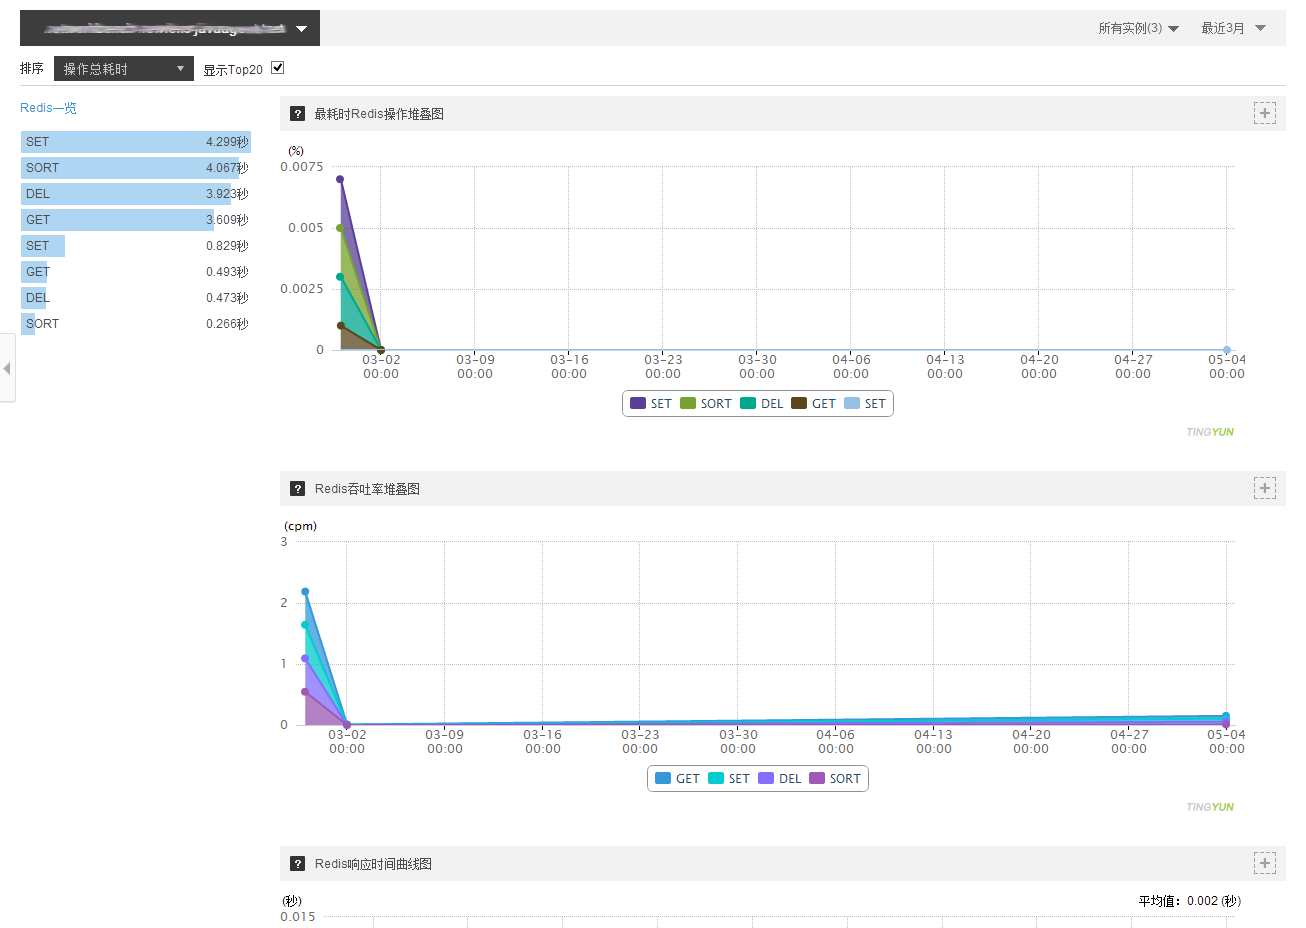 所有实例(3) 最近3月
排序 操作总耗时 显示Top20
Redis一览
SET 4.299秒
SORT 4.067秒
DEL 3.923秒
GET 3.609秒
SET 0.829秒
GET 0.493秒
DEL 0.473秒
SORT 0.266秒
? 最耗时Redis操作堆叠图
(%)
0.0075
0.005
0.0025
0
03-02 03-09 03-16 03-23 03-30 04-06 04-13 04-20 04-27 05-04
00:00 00:00 00:00 00:00 00:00 00:00 00:00 00:00 00:00 00:00
SET SORT DEL GET SET
TINGYUN
? Redis吞吐率堆叠图
(cpm)
3
2
1
0
03-02 03-09 03-16 03-23 03-30 04-06 04-13 04-20 04-27 05-04
00:00 00:00 00:00 00:00 00:00 00:00 00:00 00:00 00:00 00:00
GET SET DEL SORT
TINGYUN
? Redis响应时间曲线图
(秒) 平均值：0.002 (秒)
0.015